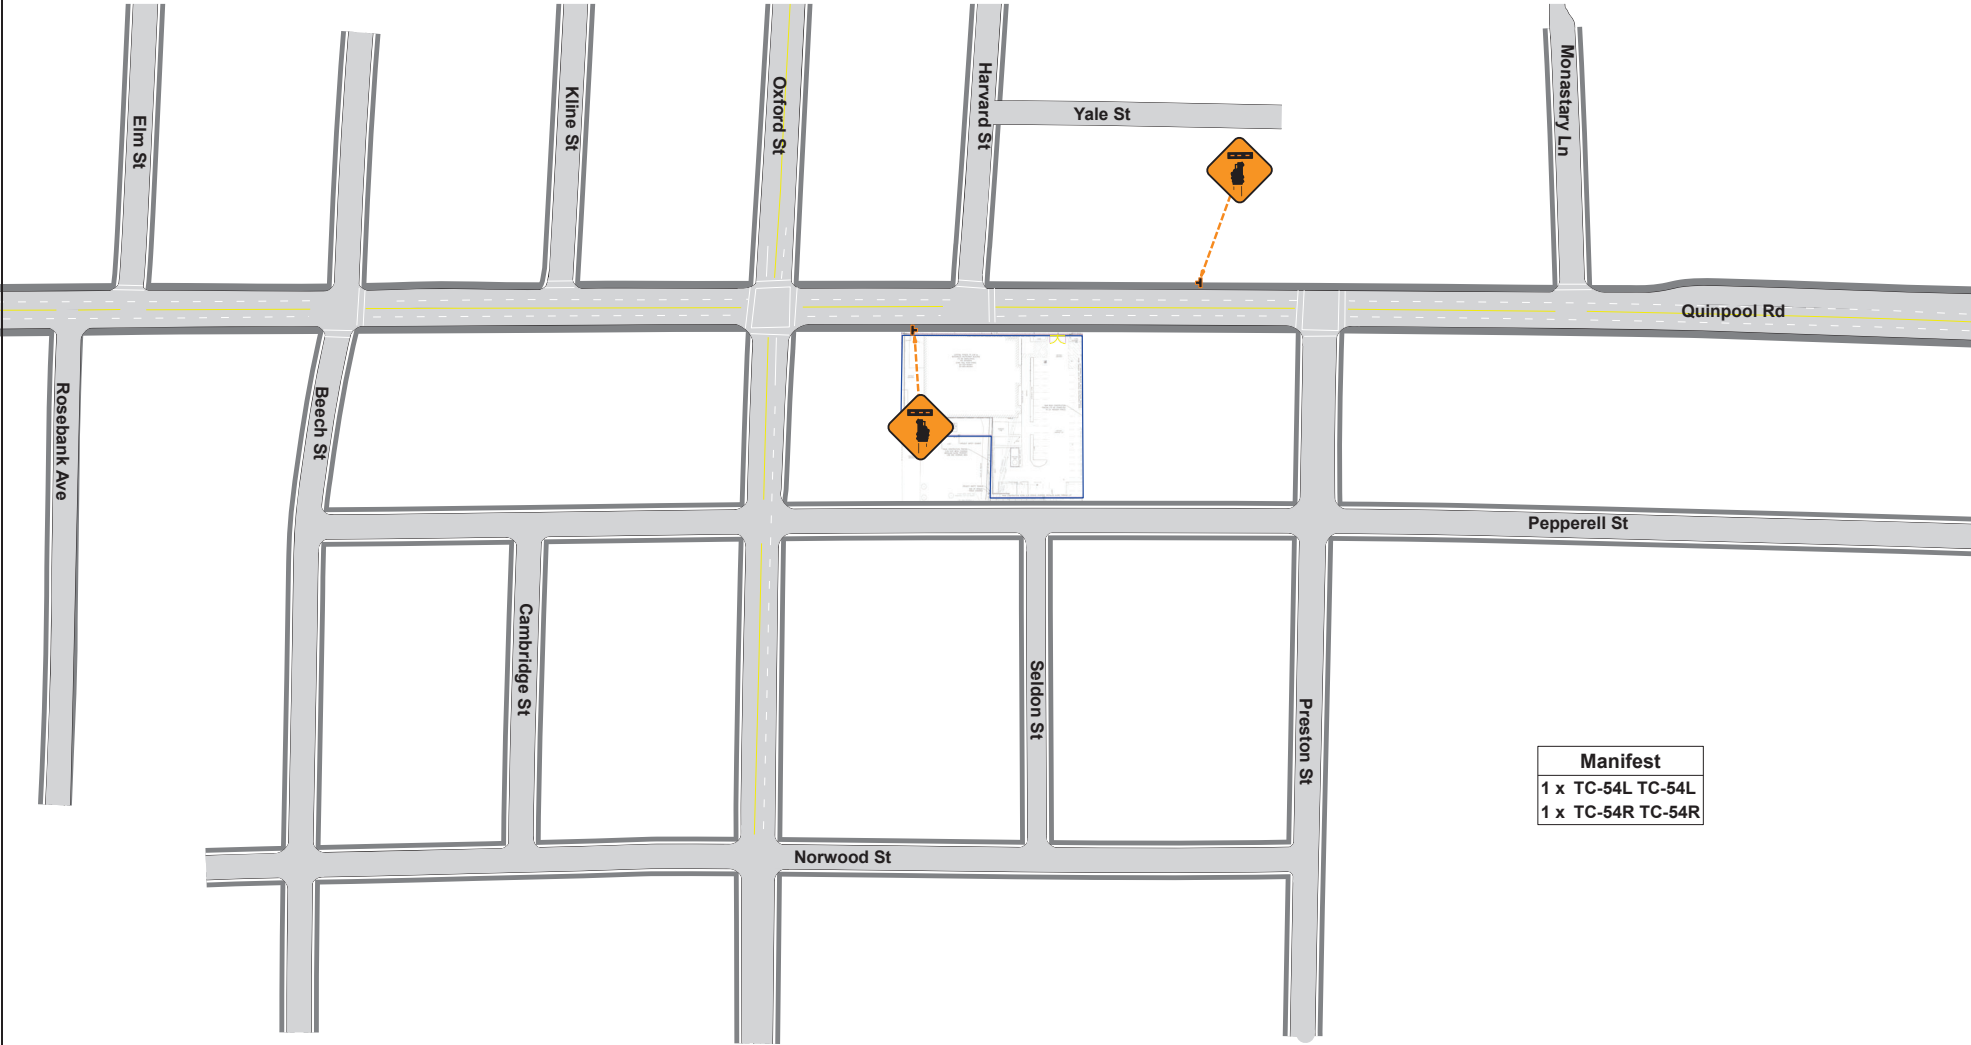 Elm St
Kline St
Oxford St
Harvard St
Yale St
Monastary Ln
Quinpool Rd
Rosebank Ave
Beech St
Pepperell St
Cambridge St
Seldon St
Preston St
Norwood St
Manifest
1 x TC-54L TC-54L
1 x TC-54R TC-54R